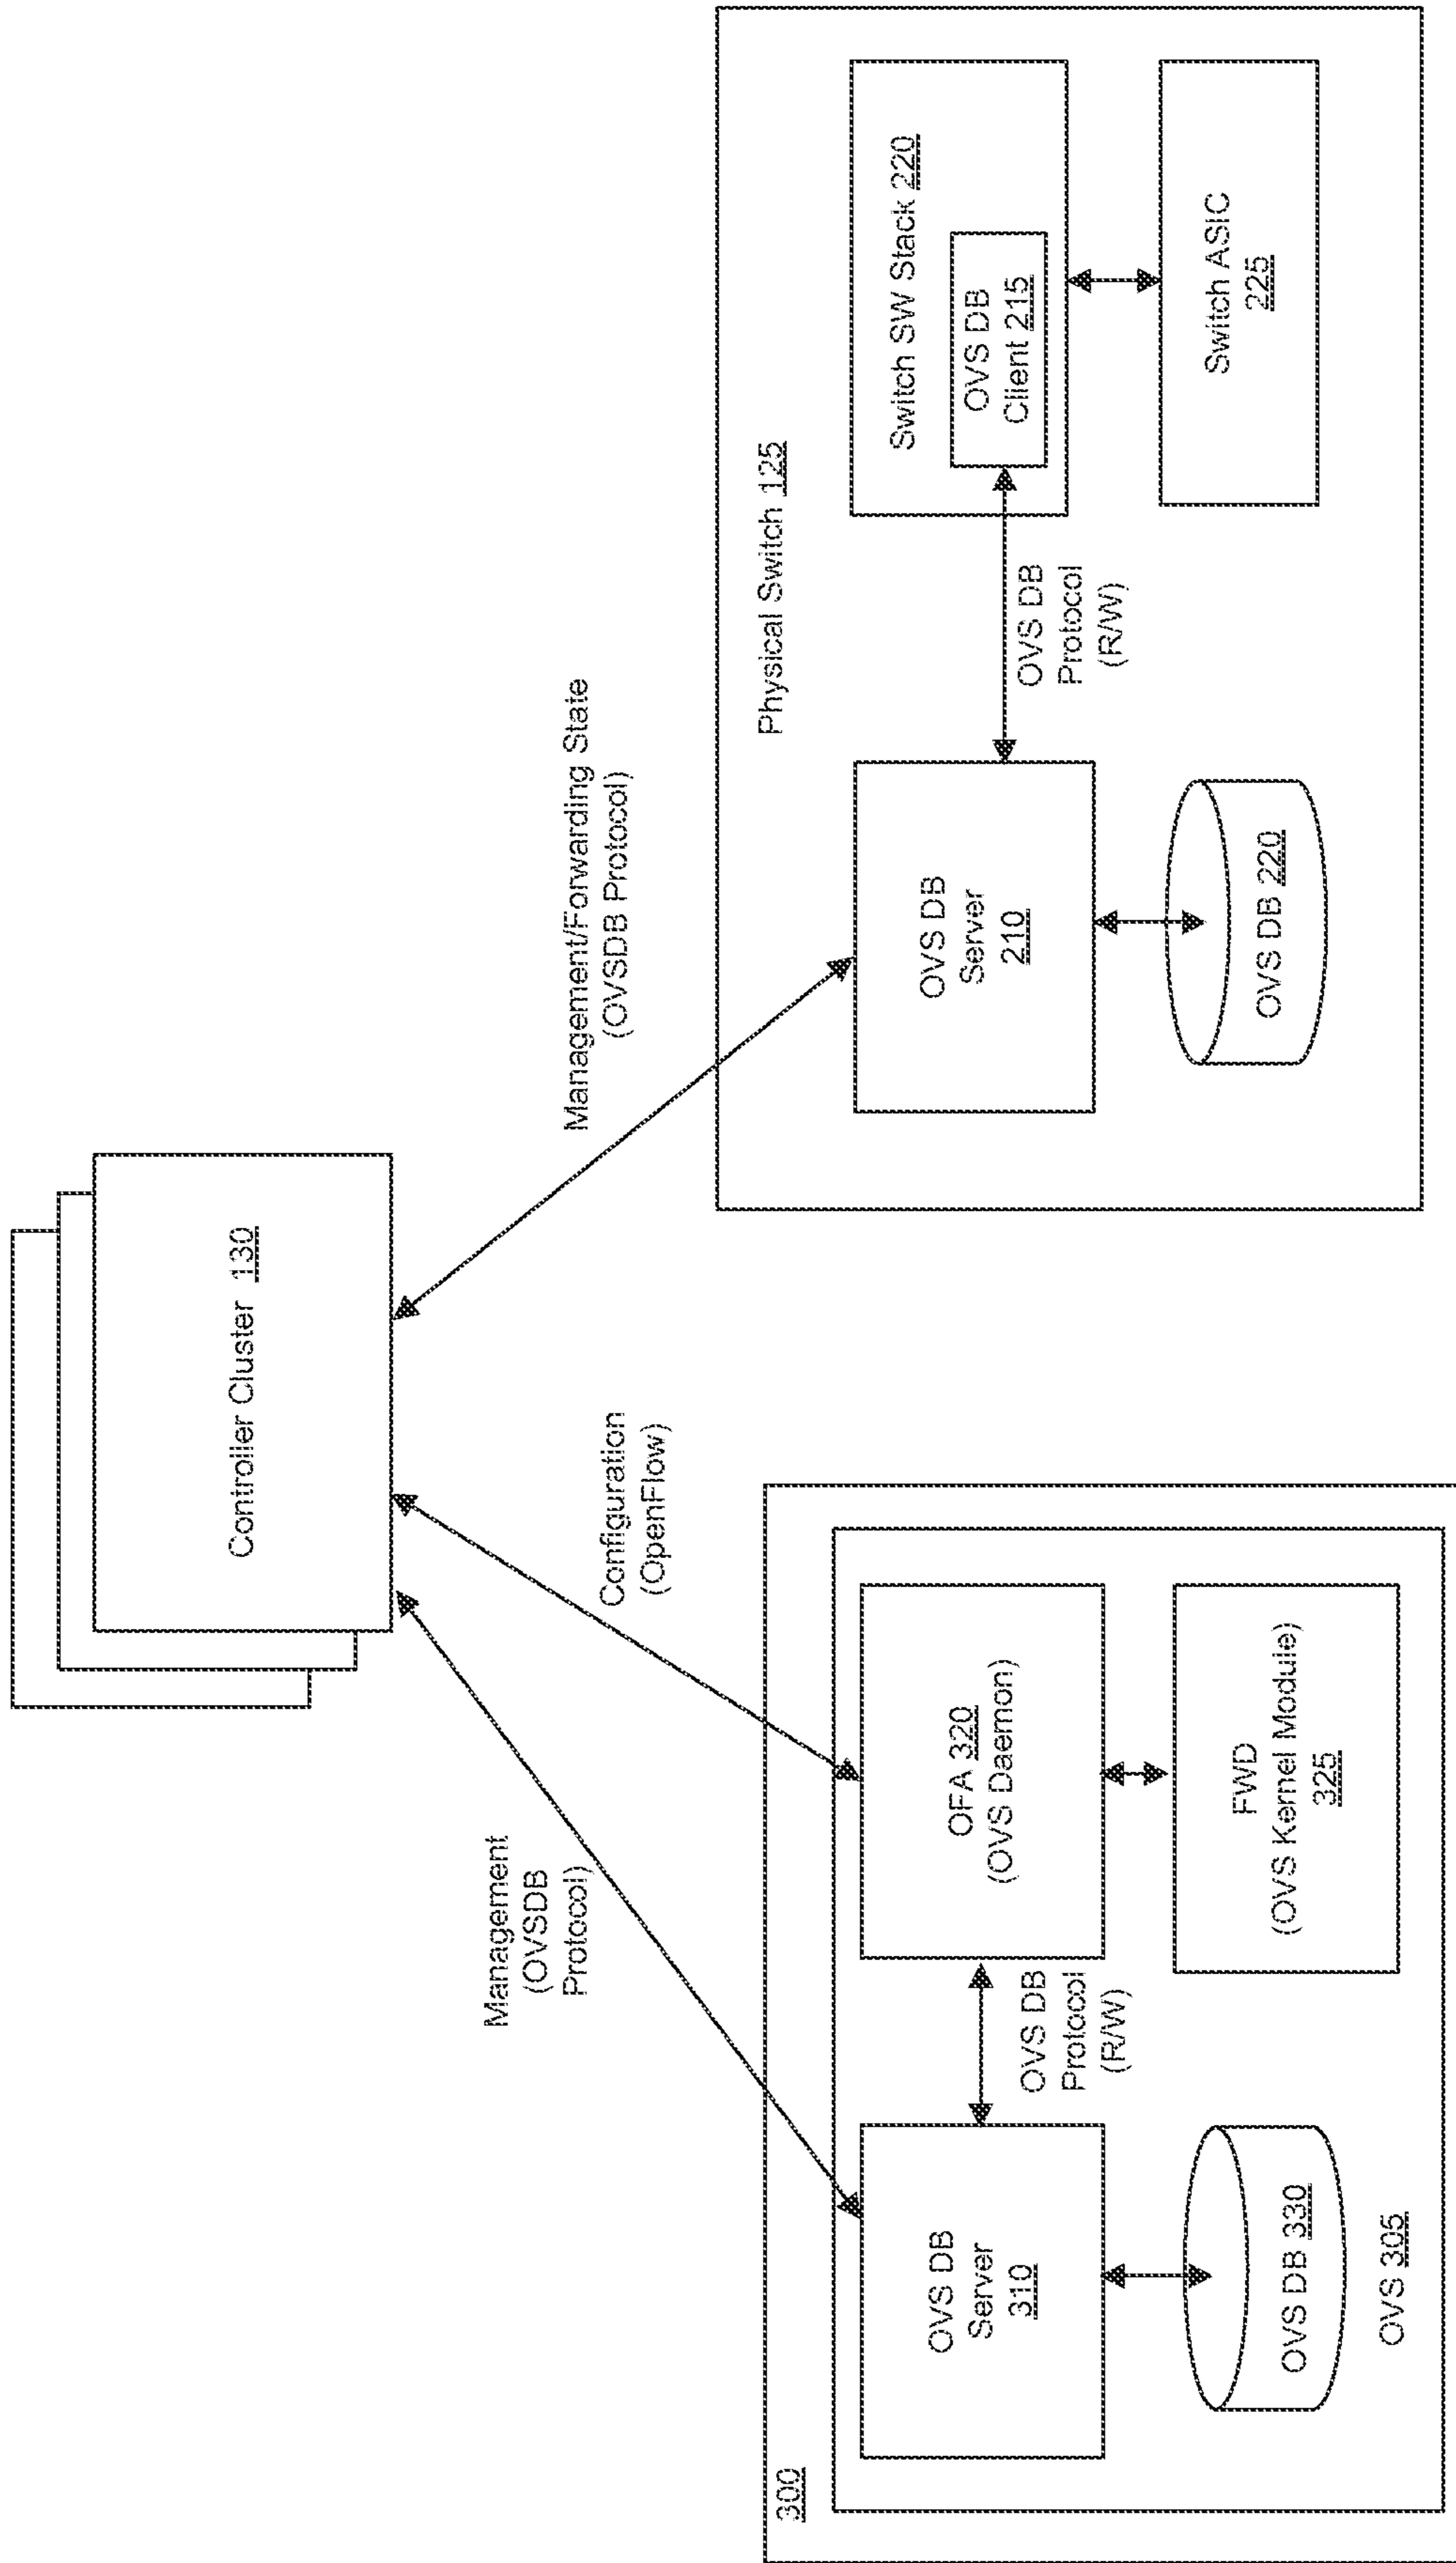 Controller Cluster 130
Management
(OVSDB
Protocol)
Configuration
(OpenFlow)
Management/Forwarding State
(OVSDB Protocol)
300
OVS DB
Server
310
OVS DB
Protocol
(R/W)
OFA 320
(OVS Daemon)
OVS DB 330
FWD
(OVS Kernel Module)
325
OVS 305
Physical Switch 125
OVS DB
Server
210
OVS DB
Protocol
(R/W)
Switch SW Stack 220
OVS DB
Client 215
OVS DB 220
Switch ASIC
225